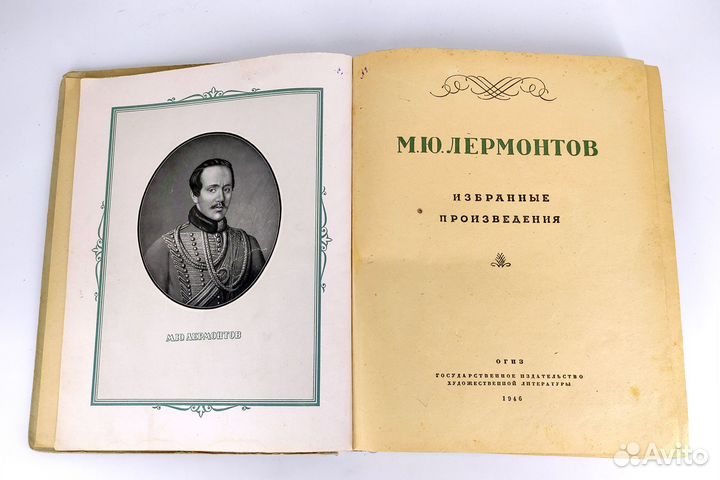 М.Ю.ЛЕРМОНТОВ
М.Ю.ЛЕРМОНТОВ
ИЗБРАННЫЕ
ПРОИЗВЕДЕНИЯ
ОГИЗ
ГОСУДАРСТВЕННОЕ ИЗДАТЕЛЬСТВО
ХУДОЖЕСТВЕННОЙ ЛИТЕРАТУРЫ
1946
Avito